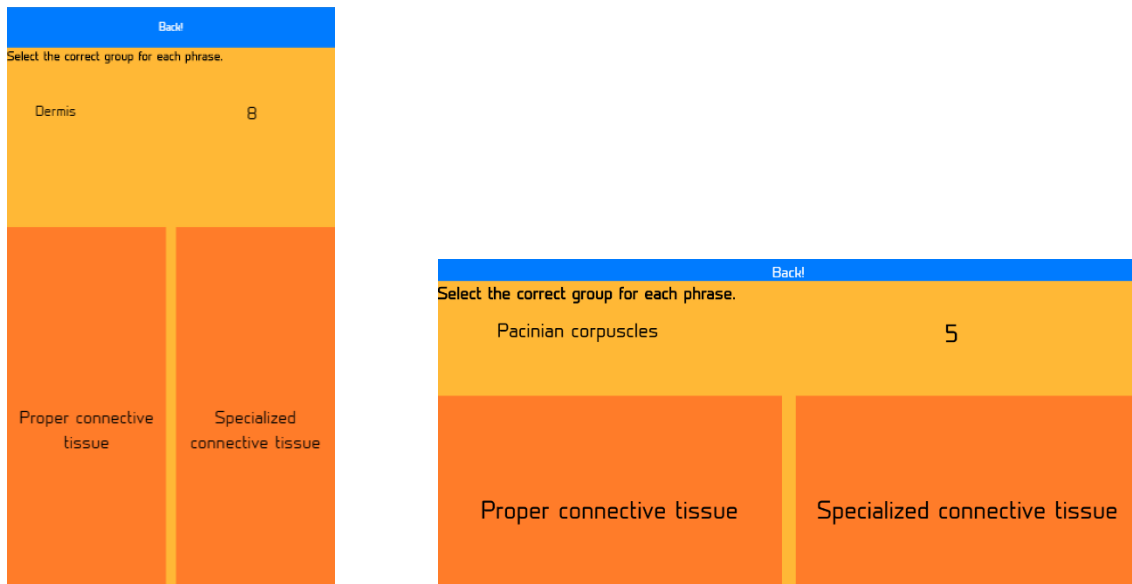 Back!
Select the correct group for each phrase.
Dermis
8
Proper connective
tissue
Specialized
connective tissue
Back!
Select the correct group for each phrase.
Pacinian corpuscles
5
Proper connective tissue
Specialized connective tissue